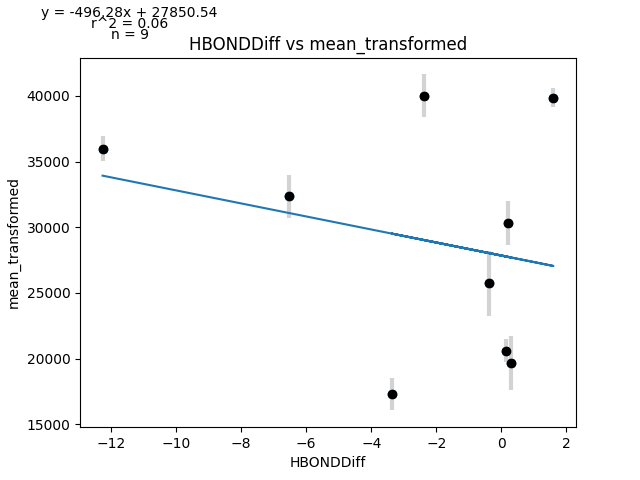 y = -496.28x + 27850.54
r^2 = 0.06
n = 9
HBONDDiff vs mean_transformed
mean_transformed
40000
35000
30000
25000
20000
15000
−12
−10
−8
−6
−4
−2
0
2
HBONDDiff